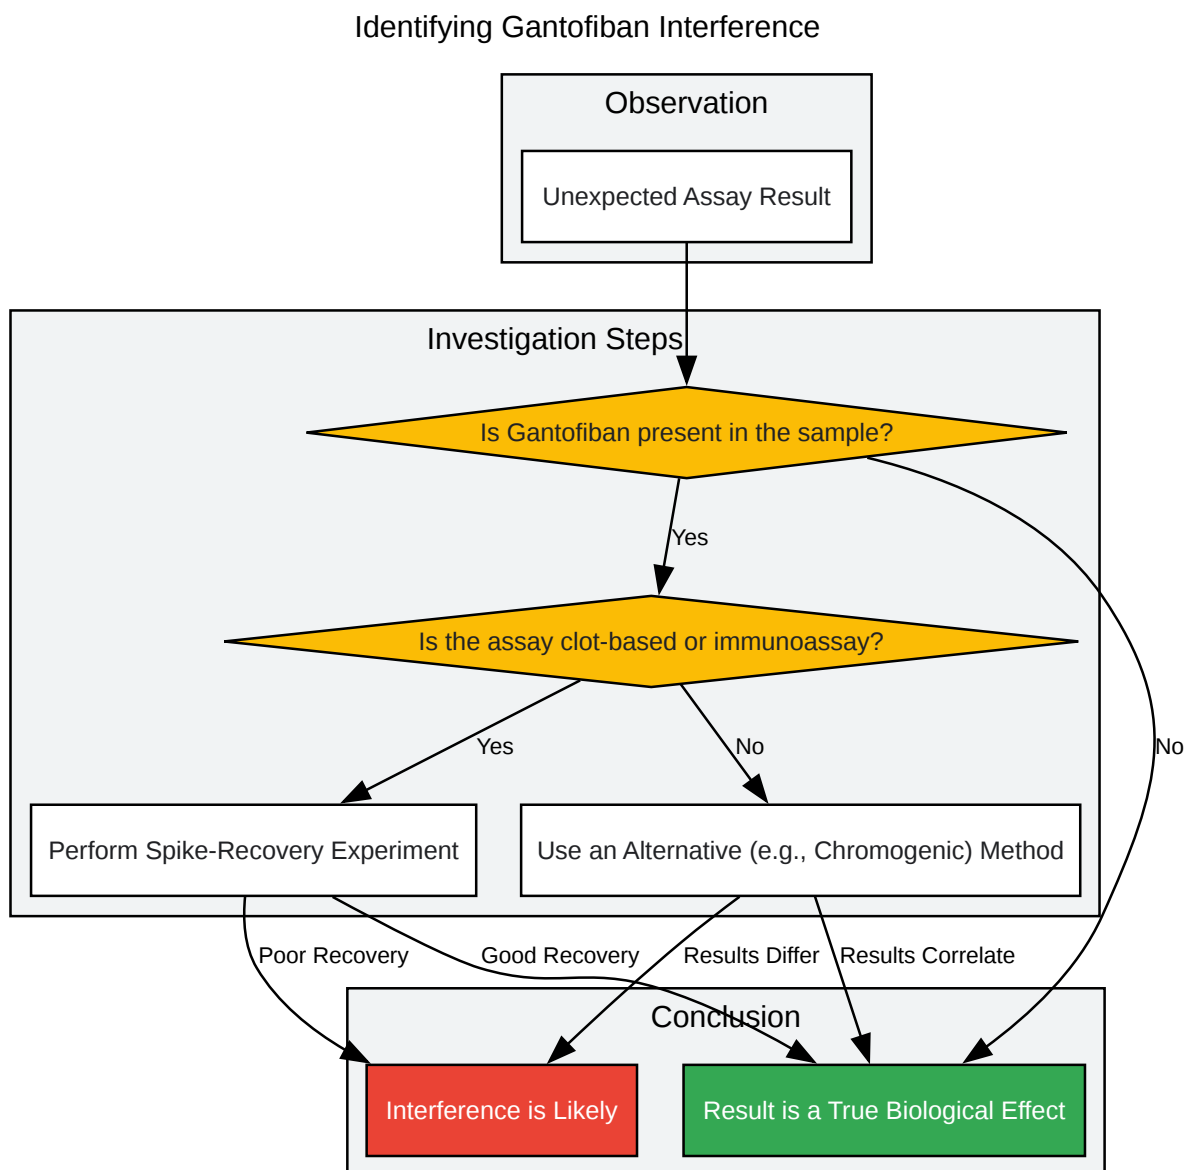 Identifying Gantofiban Interference
Observation
Unexpected Assay Result
Investigation Steps
Is Gantofiban present in the sample?
Yes
Is the assay clot-based or immunoassay?
Yes
No
No
Perform Spike-Recovery Experiment
Use an Alternative (e.g., Chromogenic) Method
Poor Recovery
Good Recovery
Results Differ
Results Correlate
Conclusion
Interference is Likely
Result is a True Biological Effect